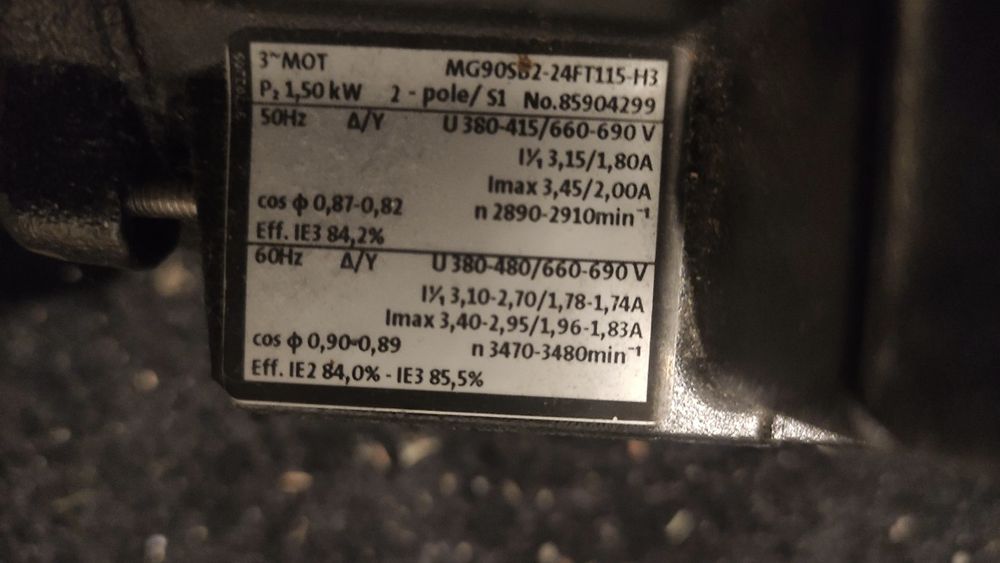 3~MOT MG90SB2-24FT115-H3
P₂ 1,50 kW 2 - pole/ S1 No.85904299
50Hz Δ/Y U 380-415/660-690 V
I1/1 3,15/1,80A
Imax 3,45/2,00A
cos ϕ 0,87-0,82 n 2890-2910min⁻¹
Eff. IE3 84,2%
60Hz Δ/Y U 380-480/660-690 V
I1/1 3,10-2,70/1,78-1,74A
Imax 3,40-2,95/1,96-1,83A
cos ϕ 0,90-0,89 n 3470-3480min⁻¹
Eff. IE2 84,0% - IE3 85,5%